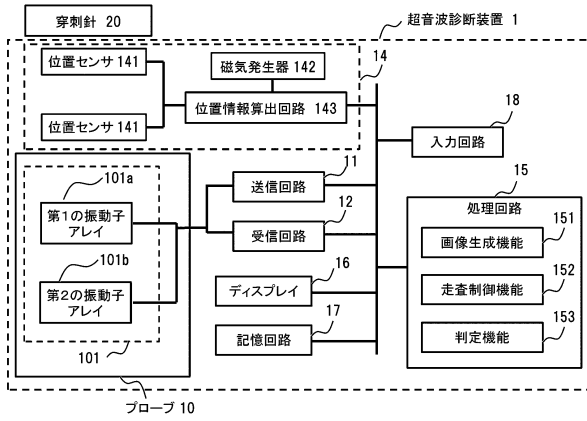 穿刺針 20
超音波診断装置 1
位置センサ 141
磁気発生器 142
14
位置情報算出回路 143
位置センサ 141
18
入力回路
101a
第1の振動子
アレイ
11
送信回路
12
受信回路
15
処理回路
151
画像生成機能
101b
第2の振動子
アレイ
16
ディスプレイ
152
走査制御機能
17
記憶回路
153
判定機能
101
プローブ 10